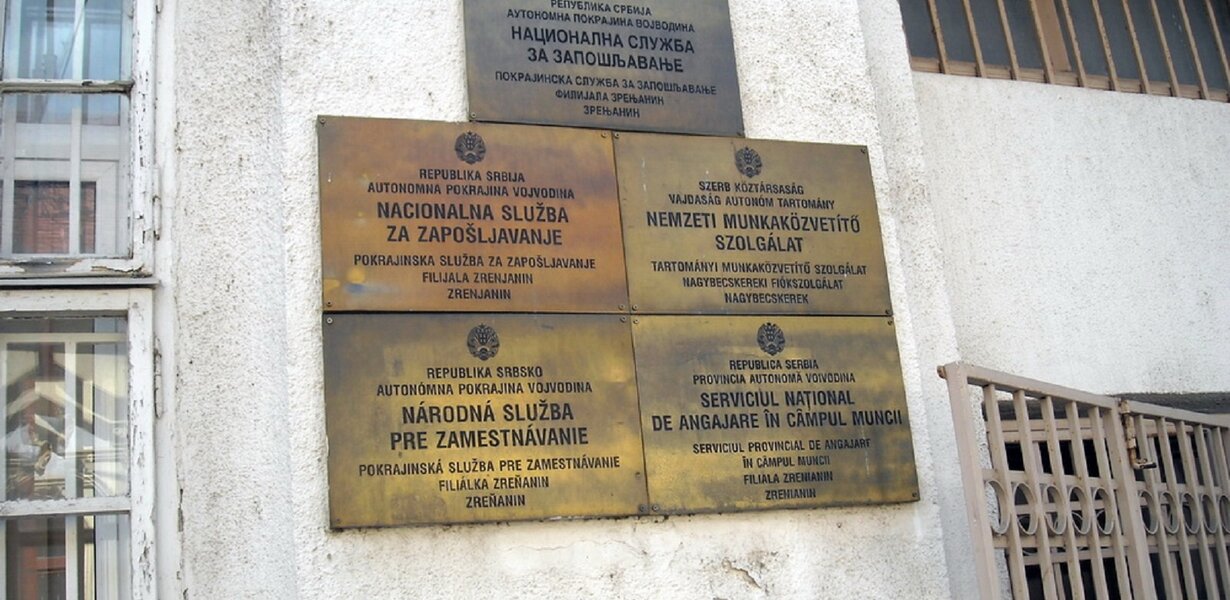 РЕПУБЛИКА СРБИЈА
АУТОНОМНА ПОКРАЈИНА ВОЈВОДИНА
НАЦИОНАЛНА СЛУЖБА
ЗА ЗАПОШЉАВАЊЕ
ПОКРАЈИНСКА СЛУЖБА ЗА ЗАПОШЉАВАЊЕ
ФИЛИЈАЛА ЗРЕЊАНИН
ЗРЕЊАНИН
REPUBLIKA SRBIJA
AUTONOMNA POKRAJINA VOJVODINA
NACIONALNA SLUŽBA
ZA ZAPOŠLJAVANJE
POKRAJINSKA SLUŽBA ZA ZAPOŠLJAVANJE
FILIJALA ZRENJANIN
ZRENJANIN
SZERB KÖZTÁRSASÁG
VAJDASÁG AUTONÓM TARTOMÁNY
NEMZETI MUNKAKÖZVETÍTŐ
SZOLGÁLAT
TARTOMÁNYI MUNKAKÖZVETÍTŐ SZOLGÁLAT
NAGYBECSKEREKI FIÓKSZOLGÁLAT
NAGYBECSKEREK
REPUBLIKA SRBSKO
AUTONÓMNA POKRAJINA VOJVODINA
NÁRODNÁ SLUŽBA
PRE ZAMESTNÁVANIE
POKRAJINSKÁ SLUŽBA PRE ZAMESTNÁVANIE
FILIÁLKA ZREŇANIN
ZREŇANIN
REPUBLICA SERBIA
PROVINCIA AUTONOMĂ VOIVODINA
SERVICIUL NAȚIONAL
DE ANGAJARE ÎN CÂMPUL MUNCII
SERVICIUL PROVINCIAL DE ANGAJARE
ÎN CÂMPUL MUNCII
FILIALA ZRENIANIN
ZRENIANIN